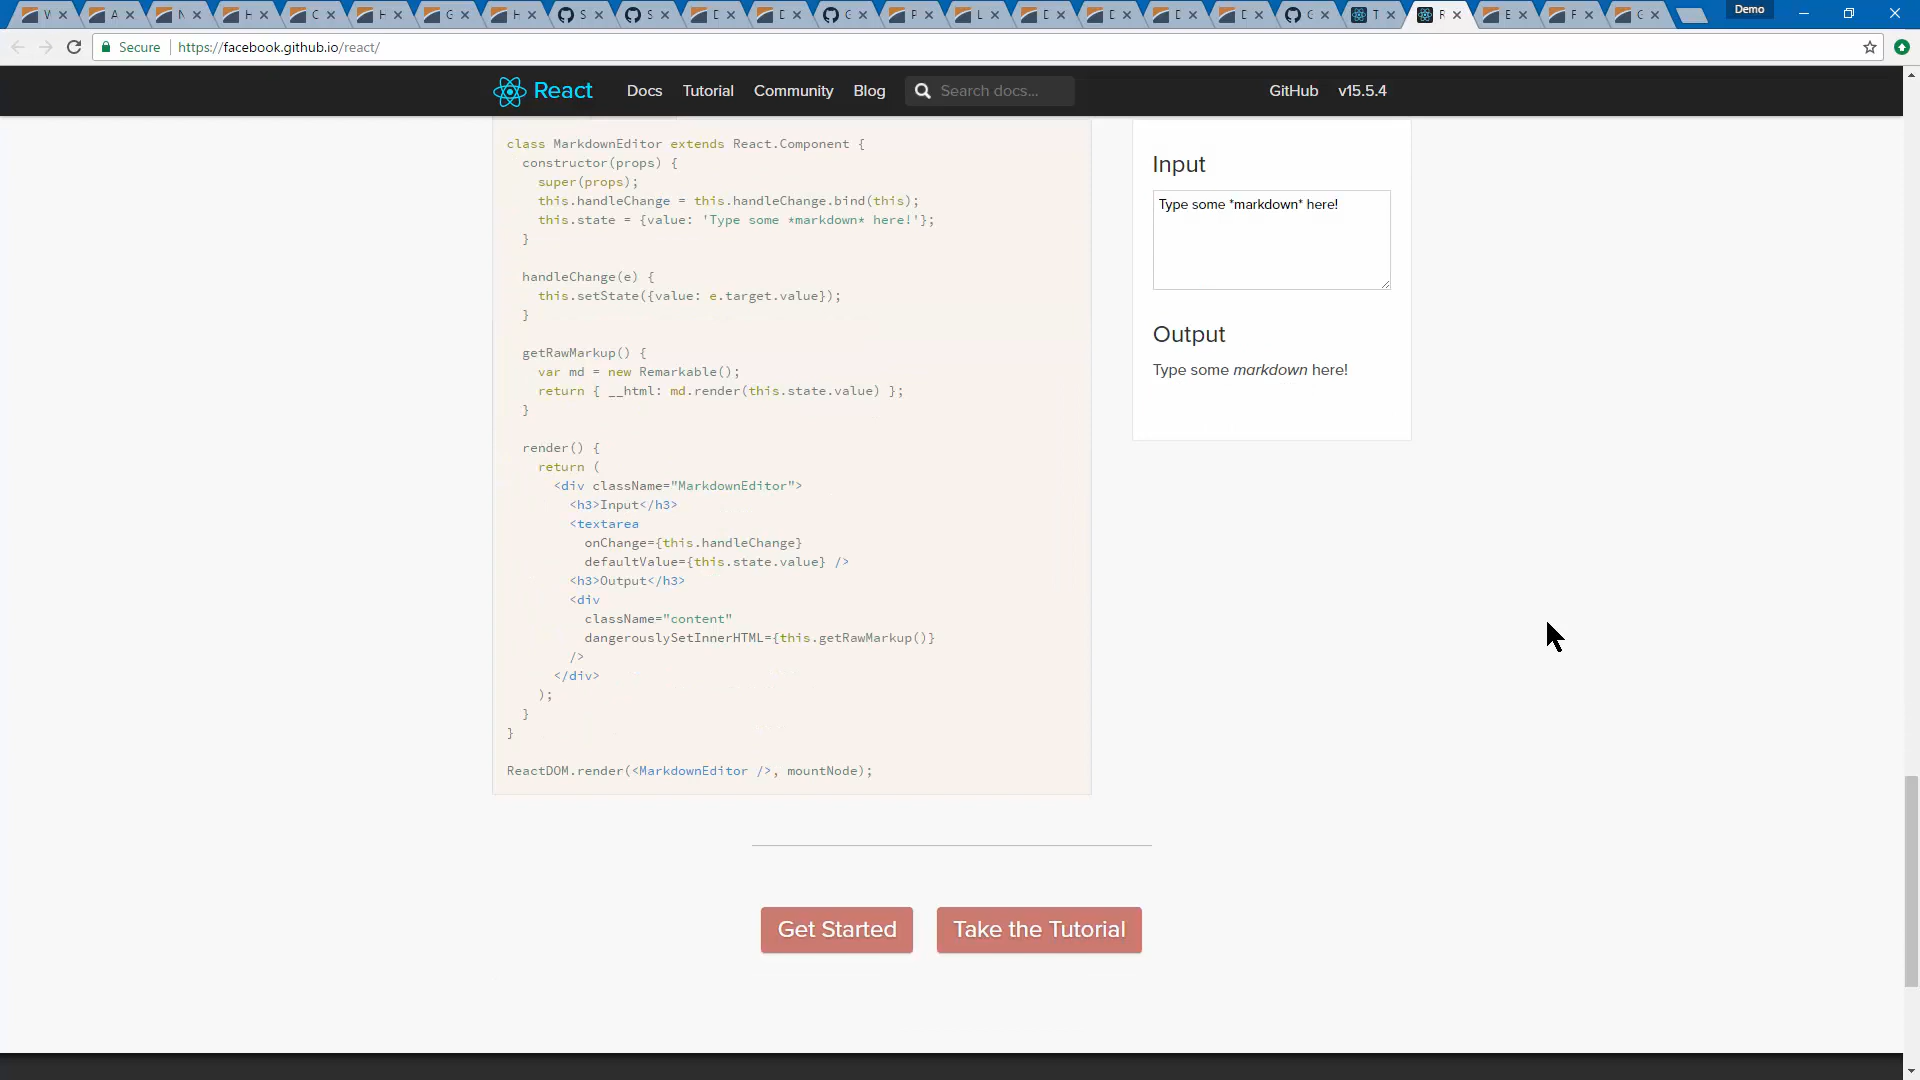 W A N H C H G H S S D D G P L D D D D G T R E F C
Demo
Secure https://facebook.github.io/react/
React Docs Tutorial Community Blog Search docs... GitHub v15.5.4
class MarkdownEditor extends React.Component {
constructor(props) {
super(props);
this.handleChange = this.handleChange.bind(this);
this.state = {value: 'Type some *markdown* here!'};
}
handleChange(e) {
this.setState({value: e.target.value});
}
getRawMarkup() {
var md = new Remarkable();
return { __html: md.render(this.state.value) };
}
render() {
return (
<div className="MarkdownEditor">
<h3>Input</h3>
<textarea
onChange={this.handleChange}
defaultValue={this.state.value} />
<h3>Output</h3>
<div
className="content"
dangerouslySetInnerHTML={this.getRawMarkup()}
/>
</div>
);
}
}
ReactDOM.render(<MarkdownEditor />, mountNode);
Input
Type some *markdown* here!
Output
Type some markdown here!
Get Started Take the Tutorial